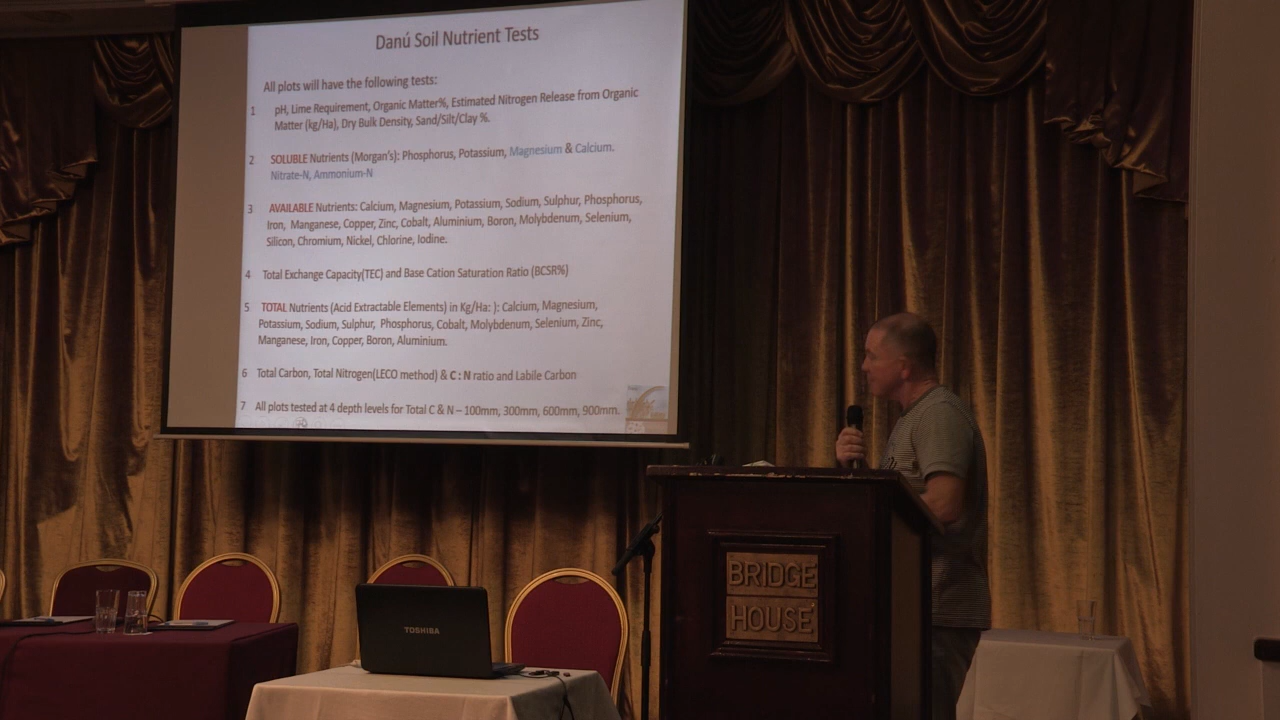 Danú Soil Nutrient Tests
All plots will have the following tests:
1 pH, Lime Requirement, Organic Matter%, Estimated Nitrogen Release from Organic
Matter (kg/Ha), Dry Bulk Density, Sand/Silt/Clay %.
2 SOLUBLE Nutrients (Morgan's): Phosphorus, Potassium, Magnesium & Calcium.
Nitrate-N, Ammonium-N
3 AVAILABLE Nutrients: Calcium, Magnesium, Potassium, Sodium, Sulphur, Phosphorus,
Iron, Manganese, Copper, Zinc, Cobalt, Aluminium, Boron, Molybdenum, Selenium,
Silicon, Chromium, Nickel, Chlorine, Iodine.
4 Total Exchange Capacity(TEC) and Base Cation Saturation Ratio (BCSR%)
5 TOTAL Nutrients (Acid Extractable Elements) in Kg/Ha: ): Calcium, Magnesium,
Potassium, Sodium, Sulphur, Phosphorus, Cobalt, Molybdenum, Selenium, Zinc,
Manganese, Iron, Copper, Boron, Aluminium.
6 Total Carbon, Total Nitrogen(LECO method) & C : N ratio and Labile Carbon
7 All plots tested at 4 depth levels for Total C & N – 100mm, 300mm, 600mm, 900mm.
TOSHIBA
BRIDGE
HOUSE